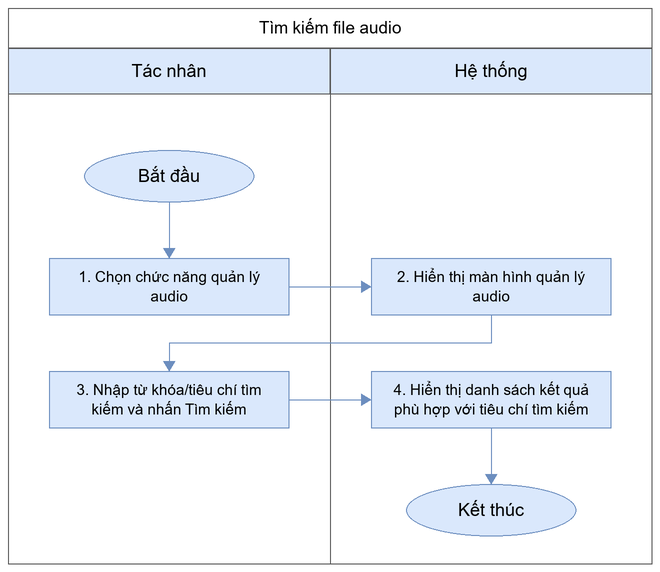 Tìm kiếm file audio
Tác nhân
Hệ thống
Bắt đầu
1. Chọn chức năng quản lý
audio
2. Hiển thị màn hình quản lý
audio
3. Nhập từ khóa/tiêu chí tìm
kiếm và nhấn Tìm kiếm
4. Hiển thị danh sách kết quả
phù hợp với tiêu chí tìm kiếm
Kết thúc